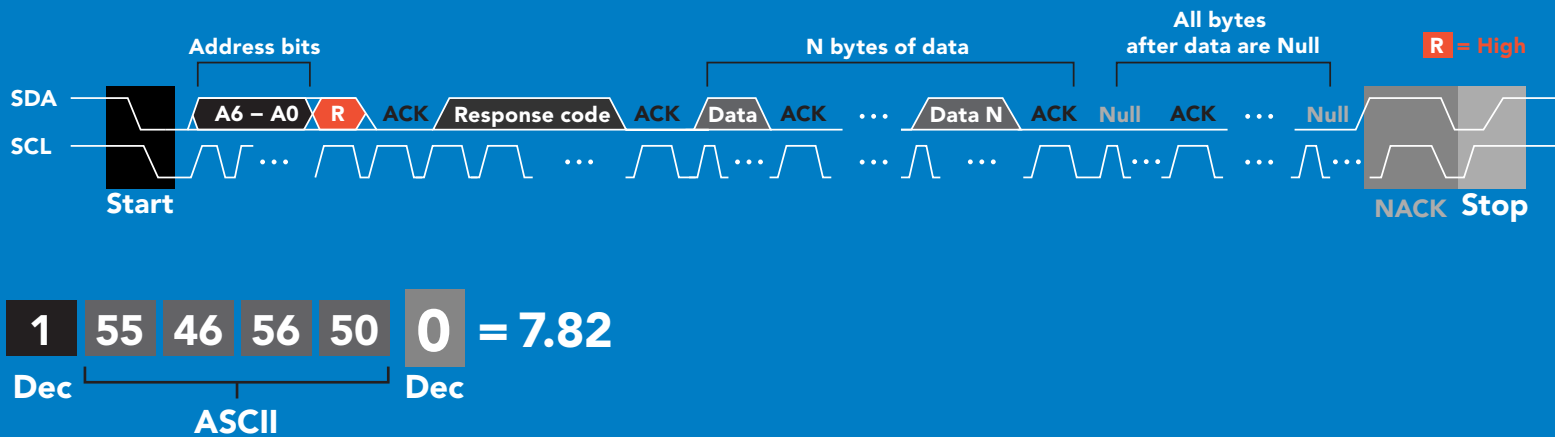 Address bits
N bytes of data
All bytes
after data are Null
R = High
SDA
A6 – A0 R ACK Response code ACK Data ACK ... Data N ACK Null ACK ... Null
SCL
... ... ... ... ... ... ... ...
Start
NACK Stop
1 55 46 56 50 0 = 7.82
Dec Dec
ASCII